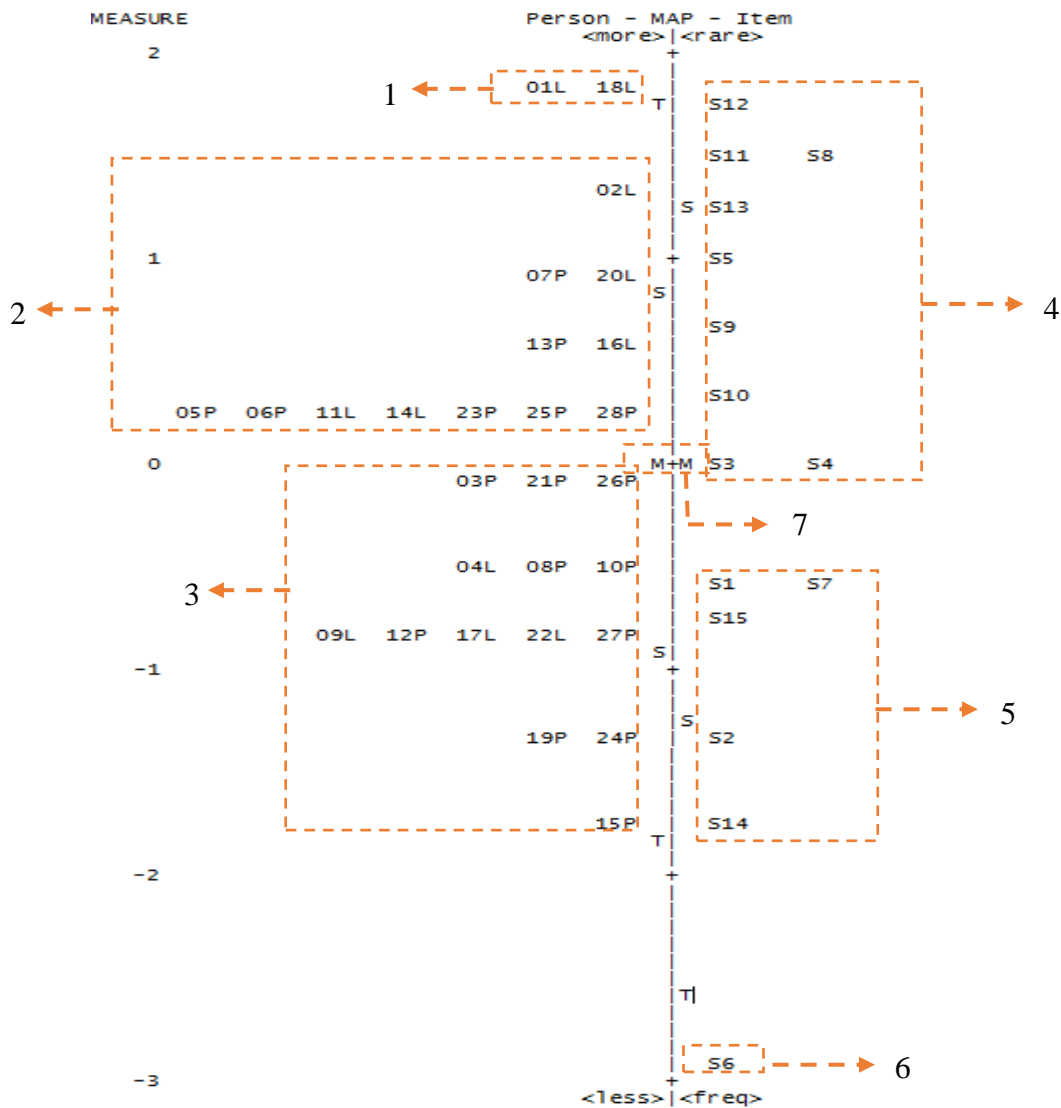 MEASURE Person - MAP - Item
<more>|<rare>
2 +
1 01L 18L
T S12
S11 S8
02L
S S13
1 + S5
07P 20L
S
2 4
S9
13P 16L
S10
05P 06P 11L 14L 23P 25P 28P
0 M+M S3 S4
03P 21P 26P
7
04L 08P 10P
3 S1 S7
S15
09L 12P 17L 22L 27P
S
-1 +
5
S
19P 24P S2
15P S14
T
-2 +
T|
S6 6
-3 +
<less>|<freq>